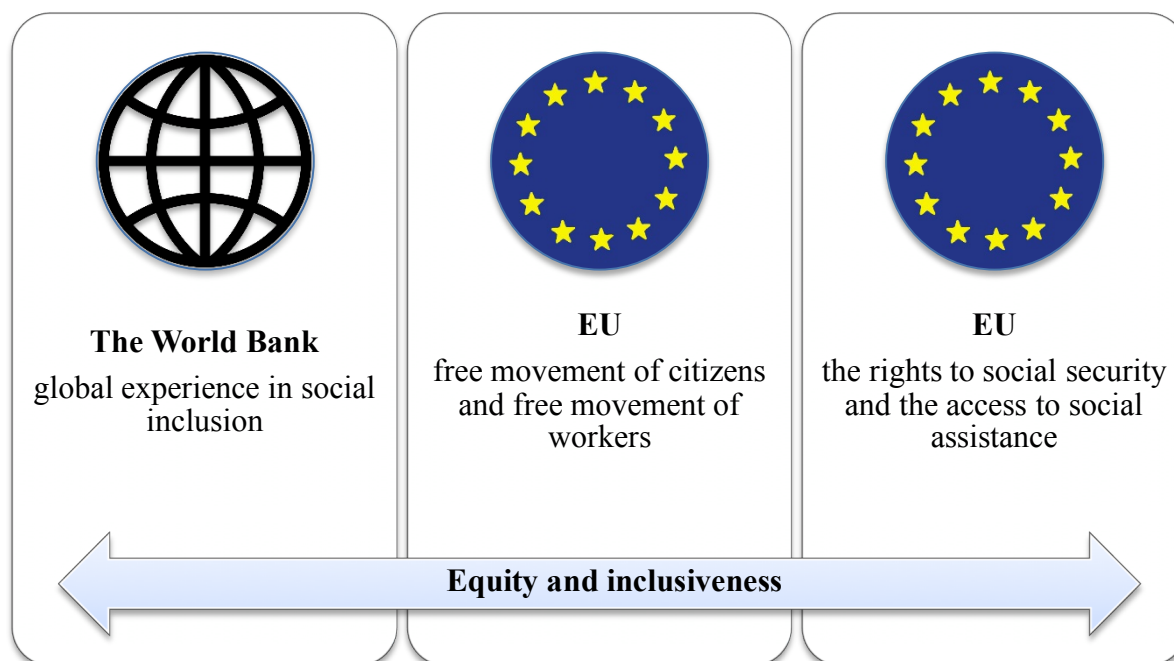 The World Bank
global experience in social
inclusion
EU
free movement of citizens
and free movement of
workers
EU
the rights to social security
and the access to social
assistance
Equity and inclusiveness